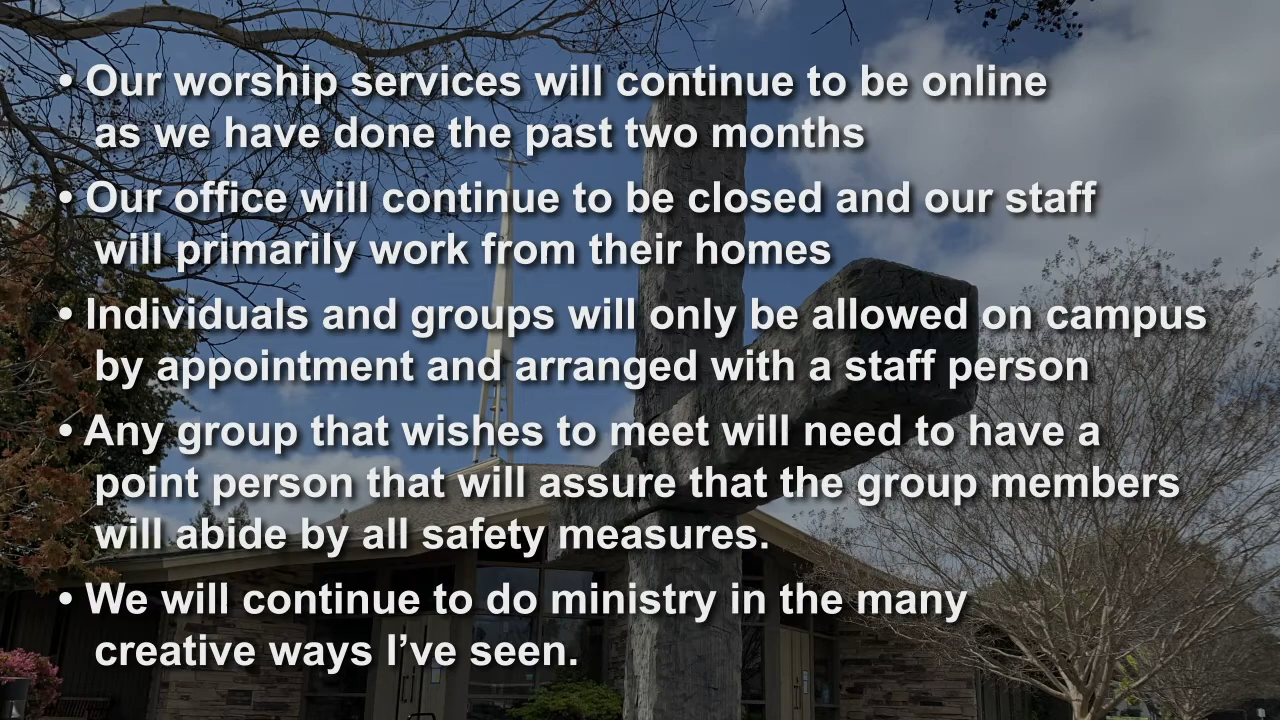 • Our worship services will continue to be online
as we have done the past two months
• Our office will continue to be closed and our staff
will primarily work from their homes
• Individuals and groups will only be allowed on campus
by appointment and arranged with a staff person
• Any group that wishes to meet will need to have a
point person that will assure that the group members
will abide by all safety measures.
• We will continue to do ministry in the many
creative ways I’ve seen.